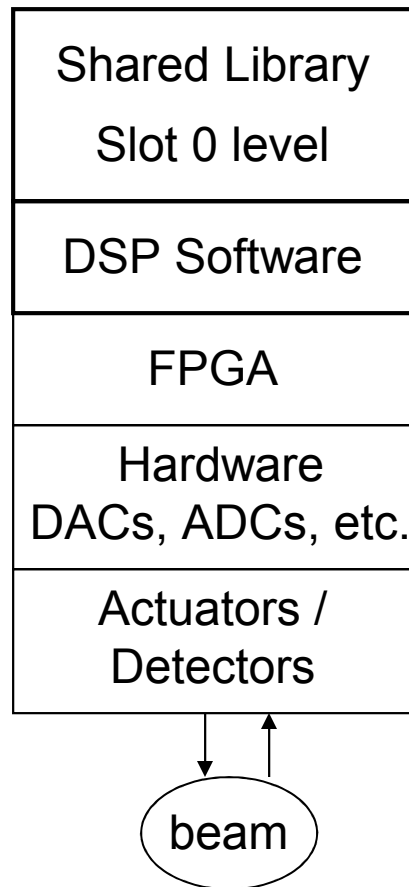 Shared Library
Slot 0 level
DSP Software
FPGA
Hardware
DACs, ADCs, etc.
Actuators /
Detectors
beam